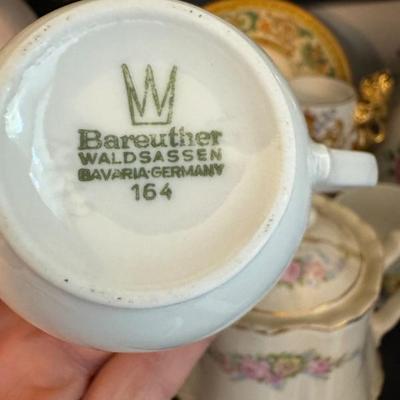 Bareuther
WALDSASSEN
BAVARIA·GERMANY
164